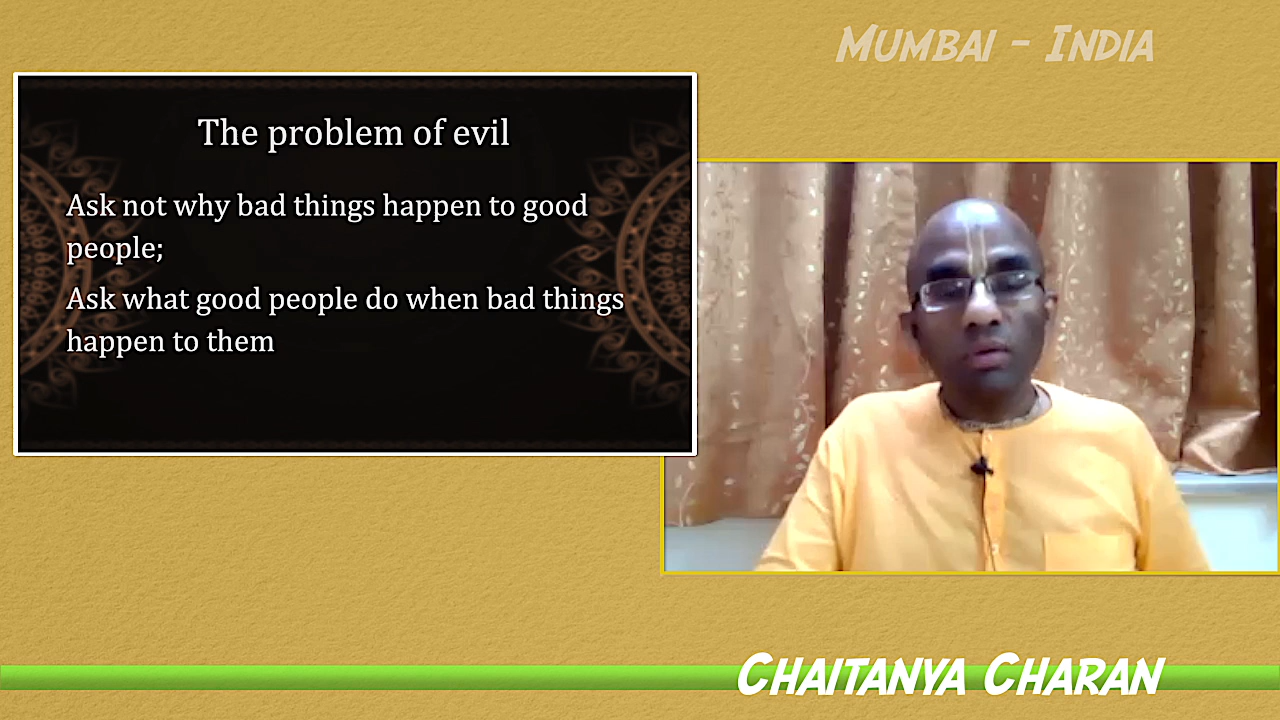 MUMBAI - INDIA
The problem of evil
Ask not why bad things happen to good
people;
Ask what good people do when bad things
happen to them
CHAITANYA CHARAN